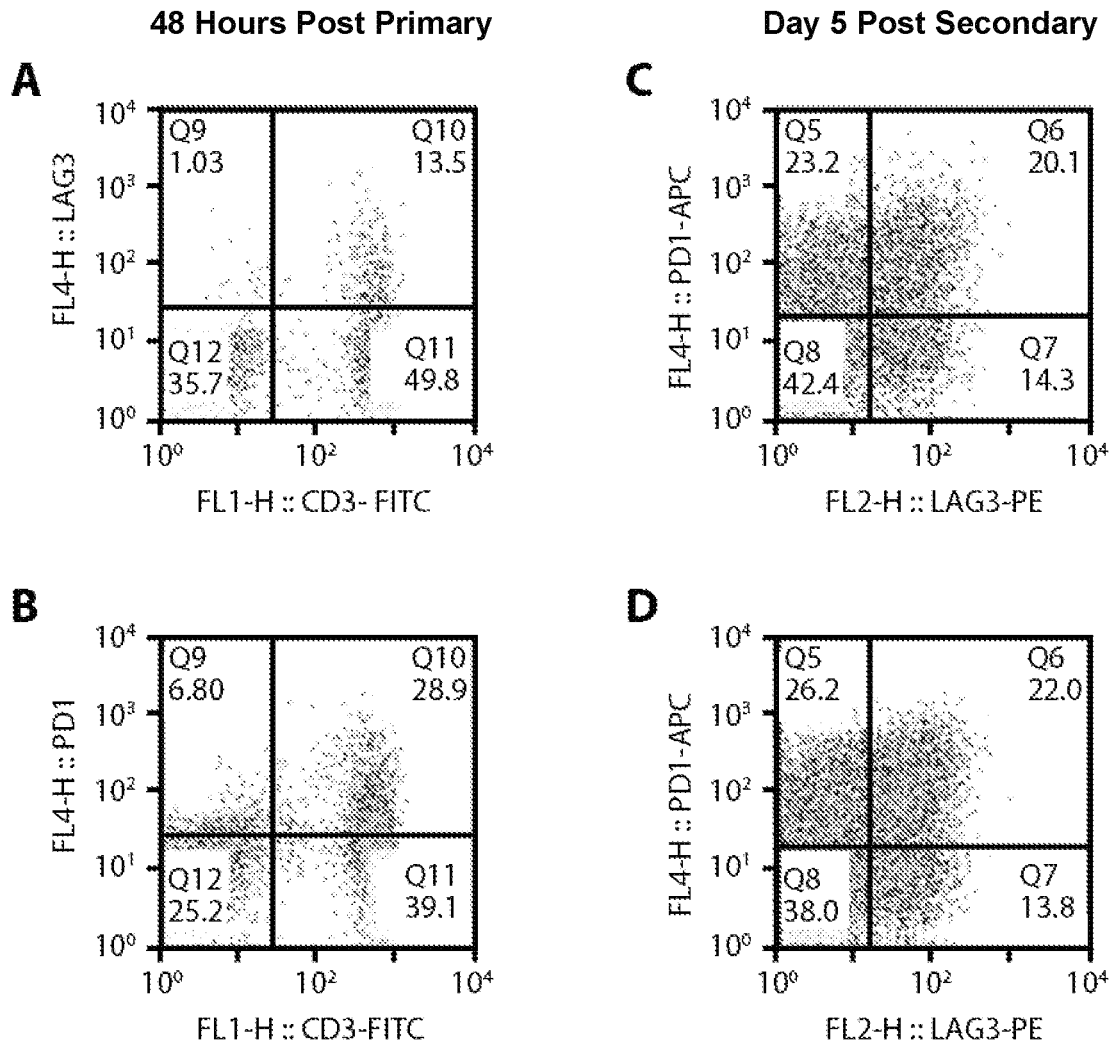 48 Hours Post Primary
Day 5 Post Secondary
A
FL4-H :: LAG3
10⁴
10³
10²
10¹
10⁰
Q9
1.03
Q10
13.5
Q12
35.7
Q11
49.8
10⁰
10²
10⁴
FL1-H :: CD3- FITC
C
FL4-H :: PD1-APC
10⁴
10³
10²
10¹
10⁰
Q5
23.2
Q6
20.1
Q8
42.4
Q7
14.3
10⁰
10²
10⁴
FL2-H :: LAG3-PE
B
FL4-H :: PD1
10⁴
10³
10²
10¹
10⁰
Q9
6.80
Q10
28.9
Q12
25.2
Q11
39.1
10⁰
10²
10⁴
FL1-H :: CD3-FITC
D
FL4-H :: PD1-APC
10⁴
10³
10²
10¹
10⁰
Q5
26.2
Q6
22.0
Q8
38.0
Q7
13.8
10⁰
10²
10⁴
FL2-H :: LAG3-PE